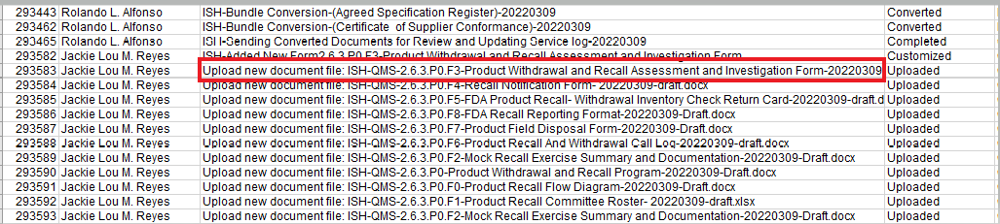 293443 Rolando L. Alfonso ISH-Bundle Conversion-(Agreed Specification Register)-20220309 Converted
293462 Rolando L. Alfonso ISH-Bundle Conversion-(Certificate of Supplier Conformance)-20220309 Converted
293465 Rolando L. Alfonso ISH-Sending Converted Documents for Review and Updating Service log-20220309 Completed
293582 Jackie Lou M. Reyes ISH-Added New Form2.6.3.P0.F3-Product Withdrawal and Recall Assessment and Investigation Form Customized
293583 Jackie Lou M. Reyes Upload new document file: ISH-QMS-2.6.3.P0.F3-Product Withdrawal and Recall Assessment and Investigation Form-20220309 Uploaded
293584 Jackie Lou M. Reyes Upload new document file: ISH-QMS-2.6.3.P0.F4-Recall Notification Form- 20220309-draft.docx Uploaded
293585 Jackie Lou M. Reyes Upload new document file: ISH-QMS-2.6.3.P0.F5-FDA Product Recall- Withdrawal Inventory Check Return Card-20220309-draft.d Uploaded
293586 Jackie Lou M. Reyes Upload new document file: ISH-QMS-2.6.3.P0.F8-FDA Recall Reporting Format-20220309-Draft.docx Uploaded
293587 Jackie Lou M. Reyes Upload new document file: ISH-QMS-2.6.3.P0.F7-Product Field Disposal Form-20220309-Draft.docx Uploaded
293588 Jackie Lou M. Reyes Upload new document file: ISH-QMS-2.6.3.P0.F6-Product Recall And Withdrawal Call Log-20220309-draft.docx Uploaded
293589 Jackie Lou M. Reyes Upload new document file: ISH-QMS-2.6.3.P0.F2-Mock Recall Exercise Summary and Documentation-20220309-Draft.docx Uploaded
293590 Jackie Lou M. Reyes Upload new document file: ISH-QMS-2.6.3.P0-Product Withdrawal and Recall Program-20220309-Draft.docx Uploaded
293591 Jackie Lou M. Reyes Upload new document file: ISH-QMS-2.6.3.P0.F0-Product Recall Flow Diagram-20220309-Draft.docx Uploaded
293592 Jackie Lou M. Reyes Upload new document file: ISH-QMS-2.6.3.P0.F1-Product Recall Committee Roster- 20220309-draft.xlsx Uploaded
293593 Jackie Lou M. Reyes Upload new document file: ISH-QMS-2.6.3.P0.F2-Mock Recall Exercise Summary and Documentation-20220309-Draft.docx Uploaded